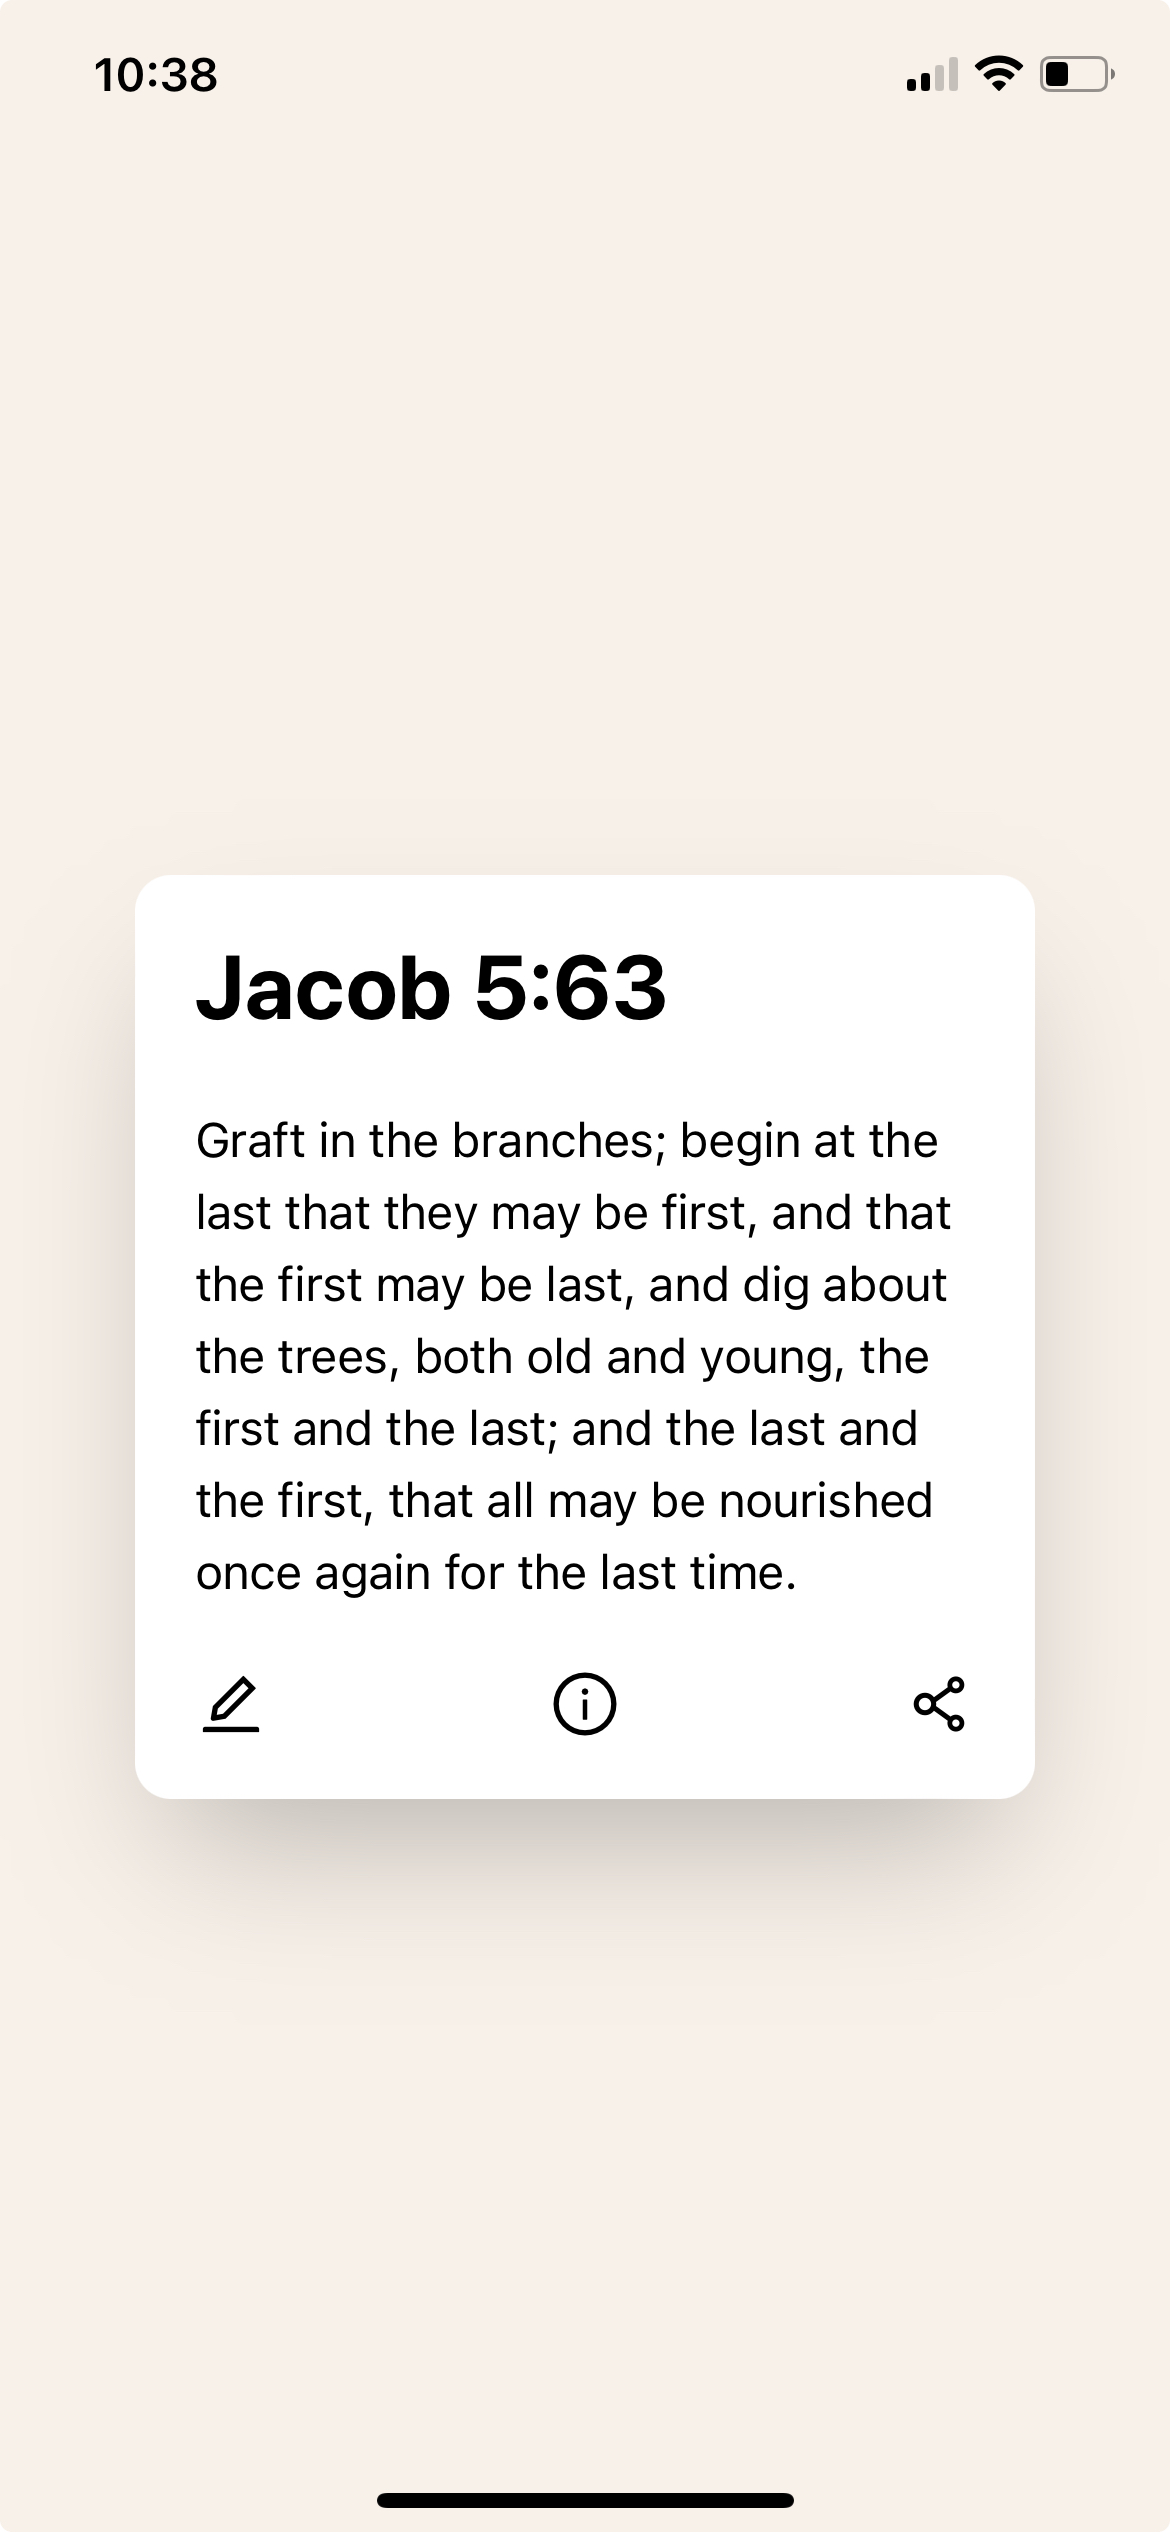 10:38
Jacob 5:63
Graft in the branches; begin at the
last that they may be first, and that
the first may be last, and dig about
the trees, both old and young, the
first and the last; and the last and
the first, that all may be nourished
once again for the last time.